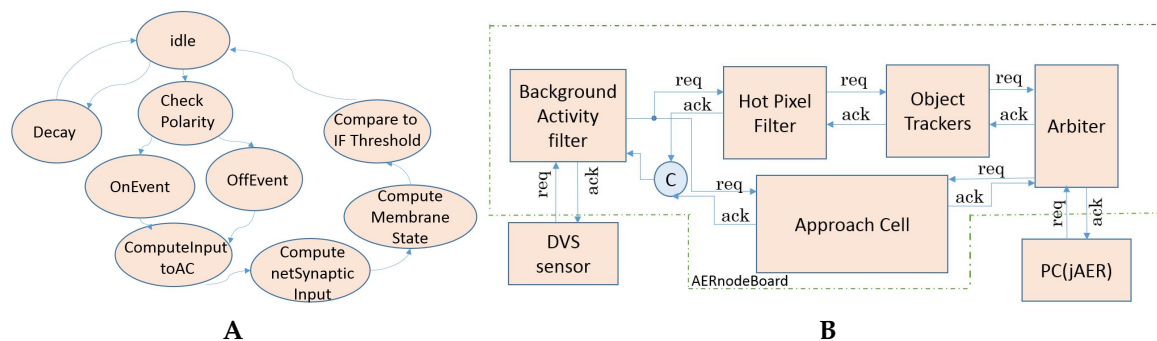 idle
Decay
Check
Polarity
OnEvent
OffEvent
ComputeInput
toAC
Compute
netSynaptic
Input
Compute
Membrane
State
Compare to
IF Threshold
A
Background
Activity
filter
req
ack
Hot Pixel
Filter
req
ack
Object
Trackers
req
ack
Arbiter
C
req
ack
req
ack
Approach Cell
req
ack
req
ack
DVS
sensor
AERnodeBoard
PC(jAER)
B